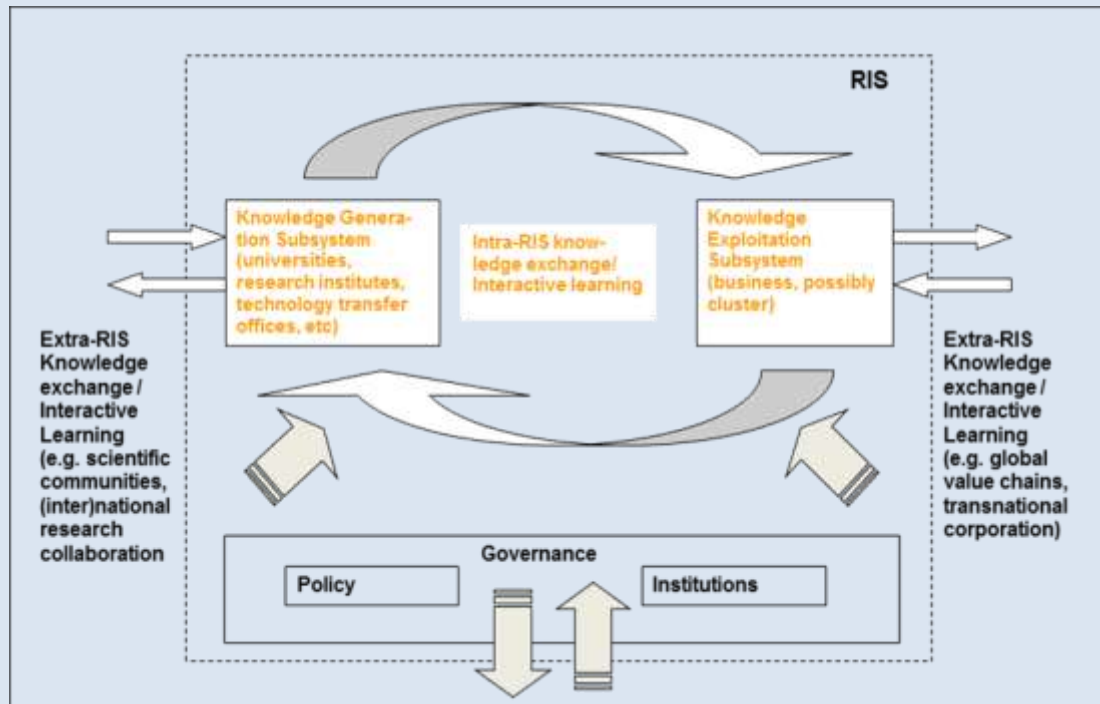 RIS
Knowledge Genera-
tion Subsystem
(universities,
research institutes,
technology transfer
offices, etc)
Intra-RIS know-
ledge exchange/
Interactive learning
Knowledge
Exploitation
Subsystem
(business, possibly
cluster)
Extra-RIS
Knowledge
exchange /
Interactive
Learning
(e.g. scientific
communities,
(inter)national
research
collaboration
Extra-RIS
Knowledge
exchange /
Interactive
Learning
(e.g. global
value chains,
transnational
corporation)
Governance
Policy
Institutions